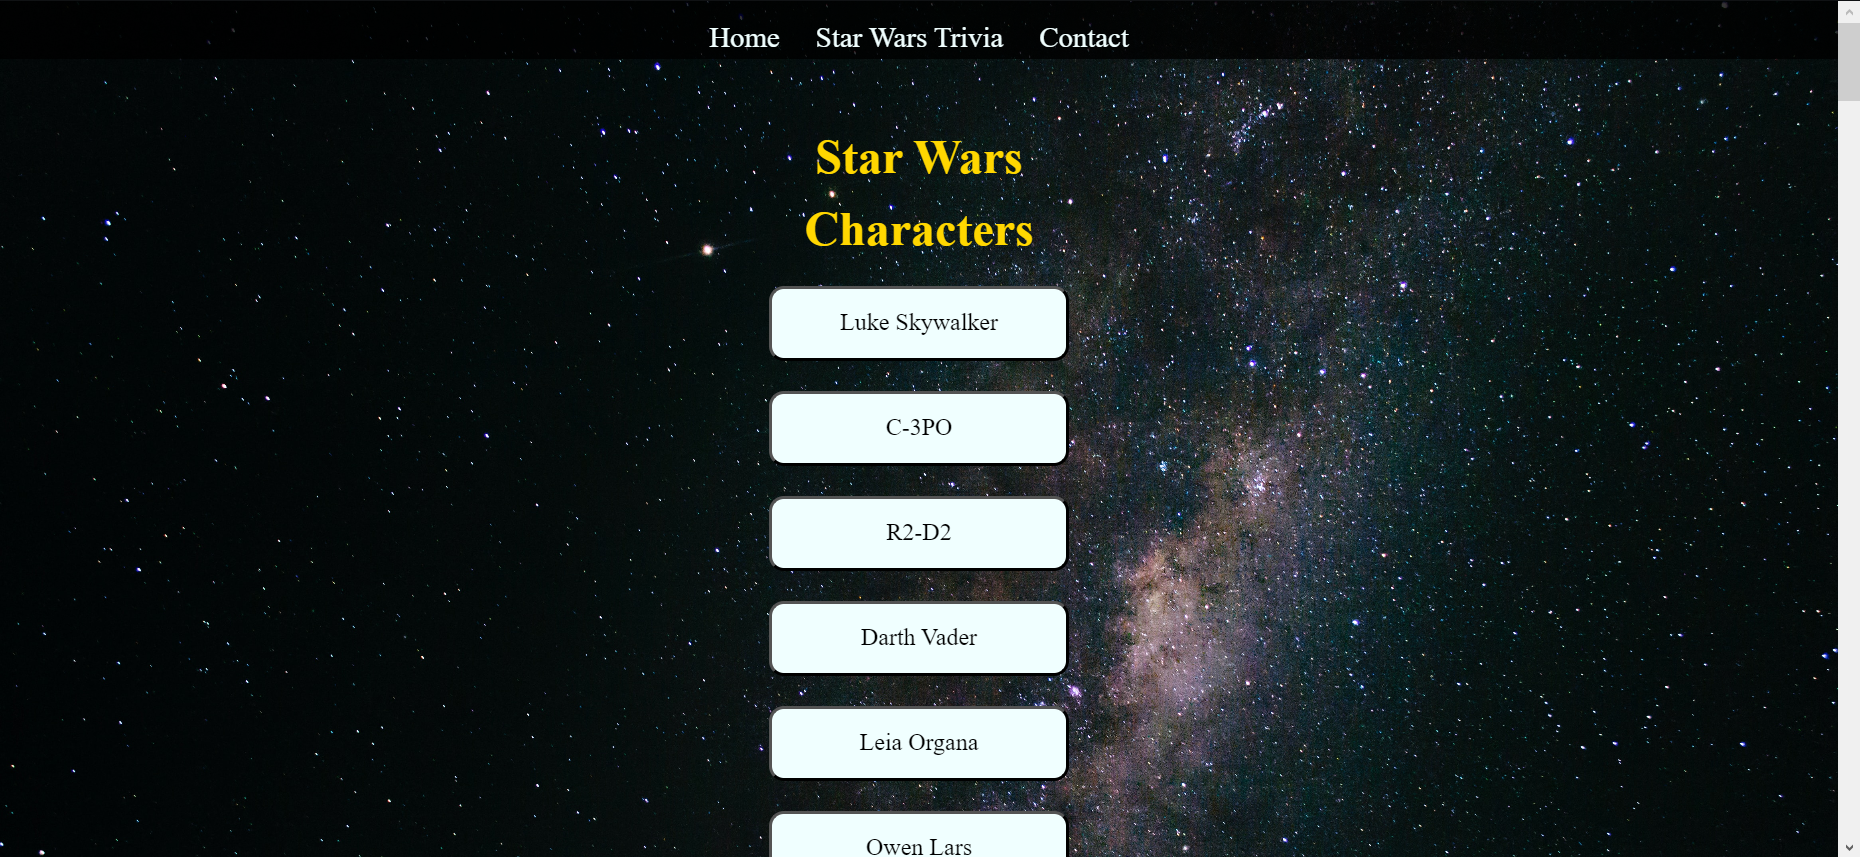 Home Star Wars Trivia Contact
Star Wars
Characters
Luke Skywalker
C-3PO
R2-D2
Darth Vader
Leia Organa
Owen Lars